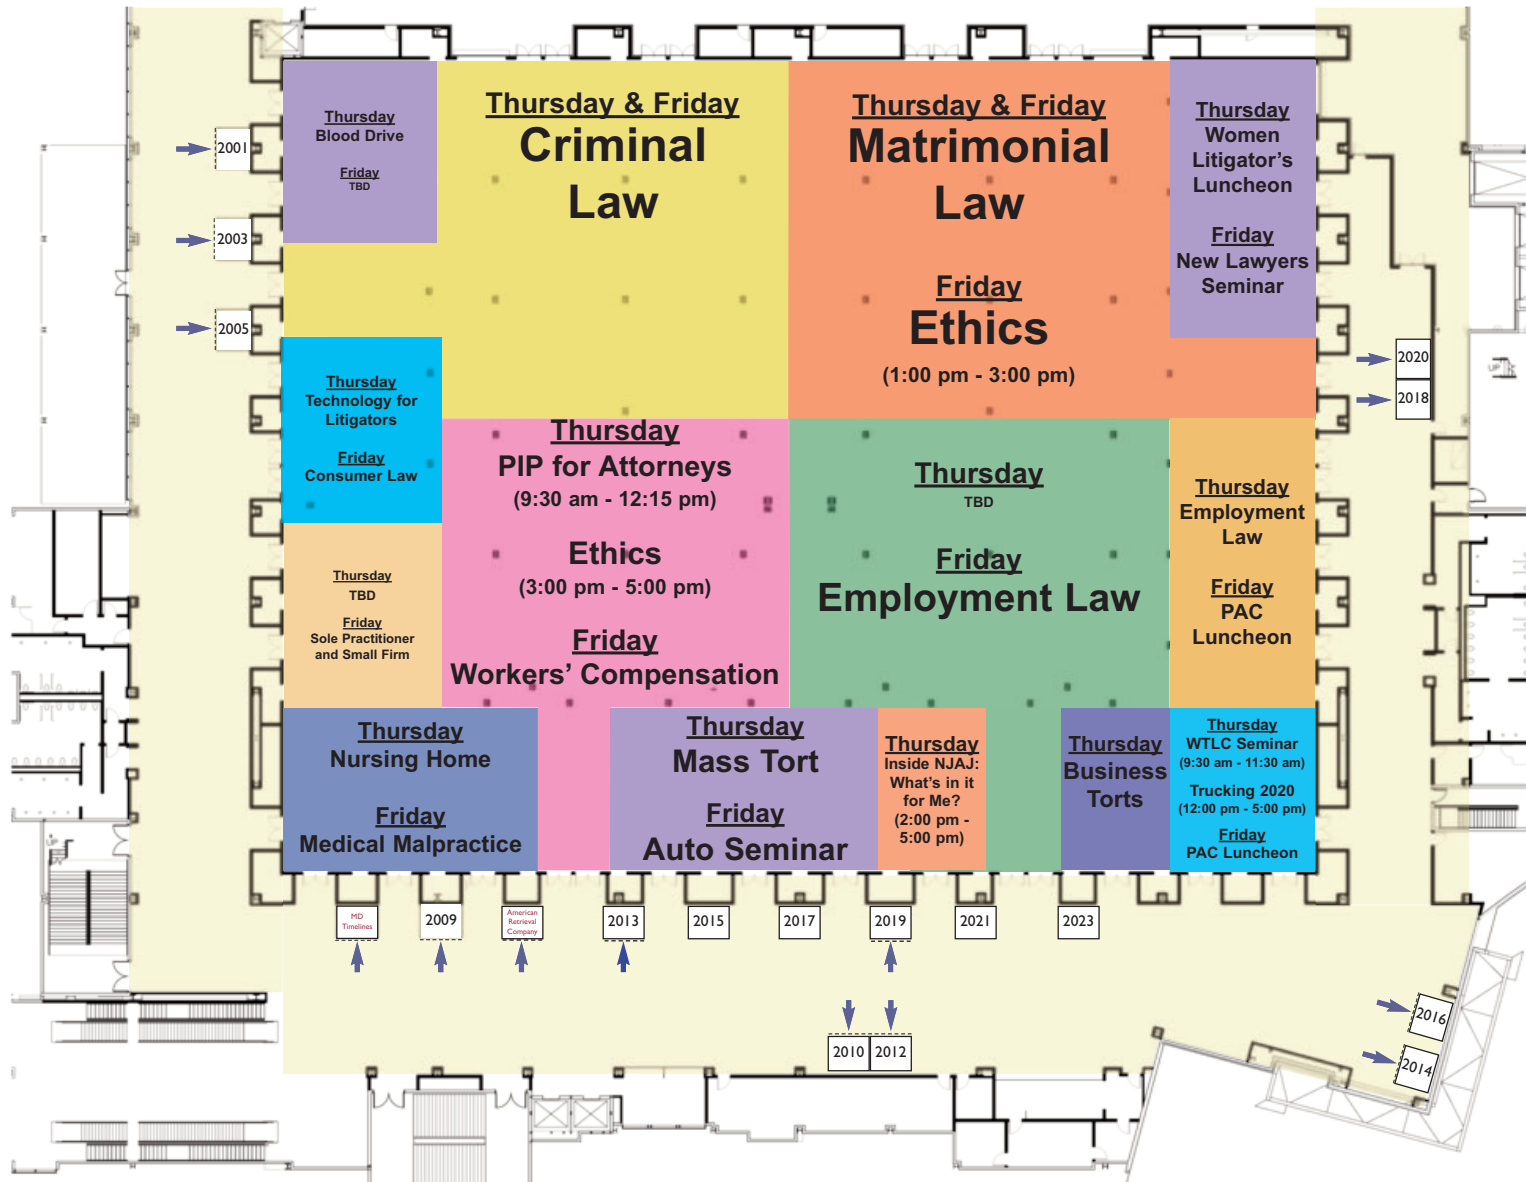 Thursday
Blood Drive
Friday
TBD
Thursday & Friday
Criminal
Law
Thursday & Friday
Matrimonial
Law
Friday
Ethics
(1:00 pm - 3:00 pm)
Thursday
Women
Litigator's
Luncheon
Friday
New Lawyers
Seminar
2001
2003
2005
2020
2018
UP
Thursday
Technology for
Litigators
Friday
Consumer Law
Thursday
PIP for Attorneys
(9:30 am - 12:15 pm)
Ethics
(3:00 pm - 5:00 pm)
Friday
Workers' Compensation
Thursday
TBD
Friday
Employment Law
Thursday
Employment
Law
Friday
PAC
Luncheon
Thursday
TBD
Friday
Sole Practitioner
and Small Firm
Thursday
Nursing Home
Friday
Medical Malpractice
Thursday
Mass Tort
Friday
Auto Seminar
Thursday
Inside NJAJ:
What's in it
for Me?
(2:00 pm -
5:00 pm)
Thursday
Business
Torts
Thursday
WTLC Seminar
(9:30 am - 11:30 am)
Trucking 2020
(12:00 pm - 5:00 pm)
Friday
PAC Luncheon
UP
MD
Timelines
2009
American
Retrieval
Company
2013
2015
2017
2019
2021
2023
2010
2012
2016
2014